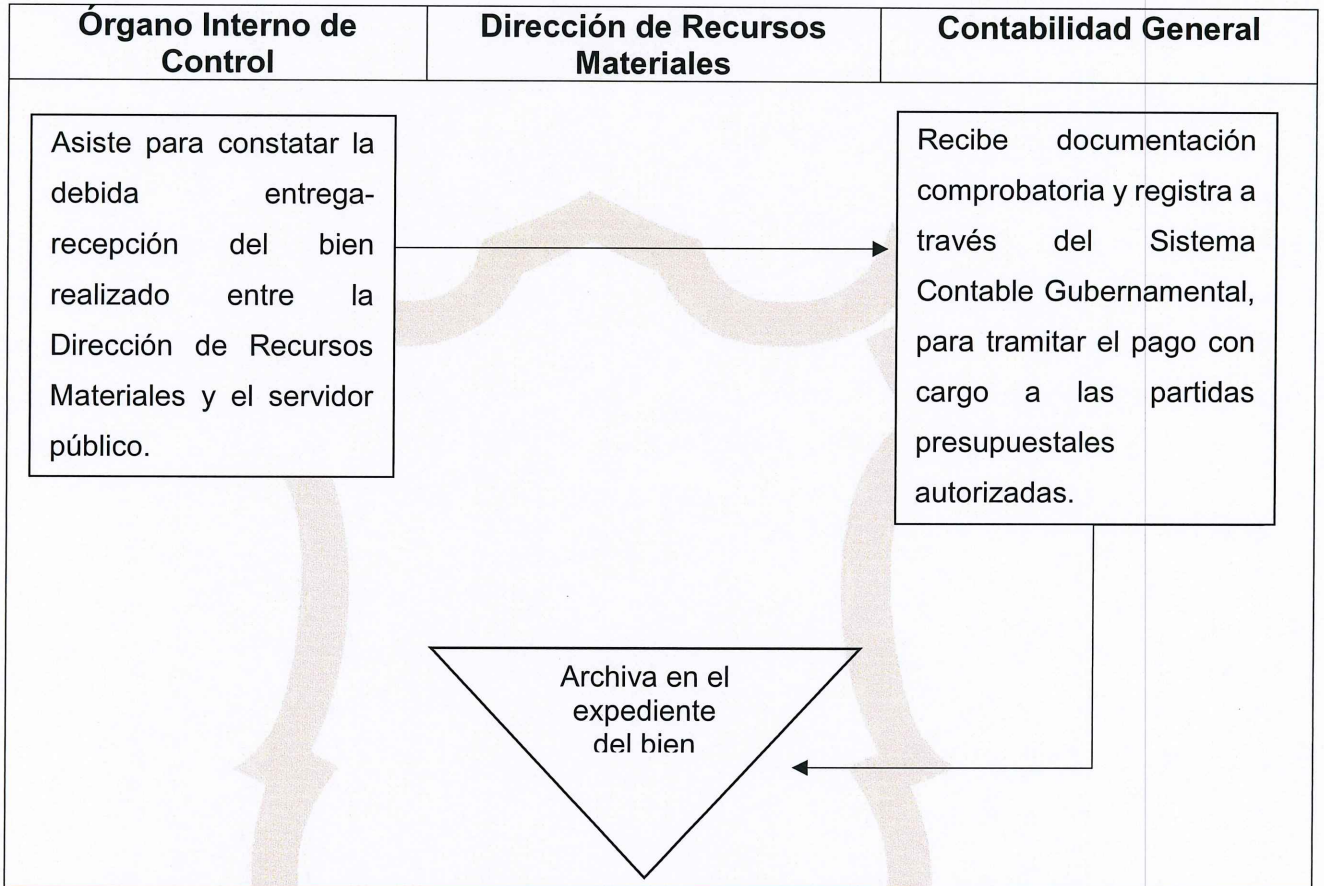 Órgano Interno de
Control
Dirección de Recursos
Materiales
Contabilidad General
Asiste para constatar la
debida entrega-
recepción del bien
realizado entre la
Dirección de Recursos
Materiales y el servidor
público.
Recibe documentación
comprobatoria y registra a
través del Sistema
Contable Gubernamental,
para tramitar el pago con
cargo a las partidas
presupuestales
autorizadas.
Archiva en el
expediente
del bien